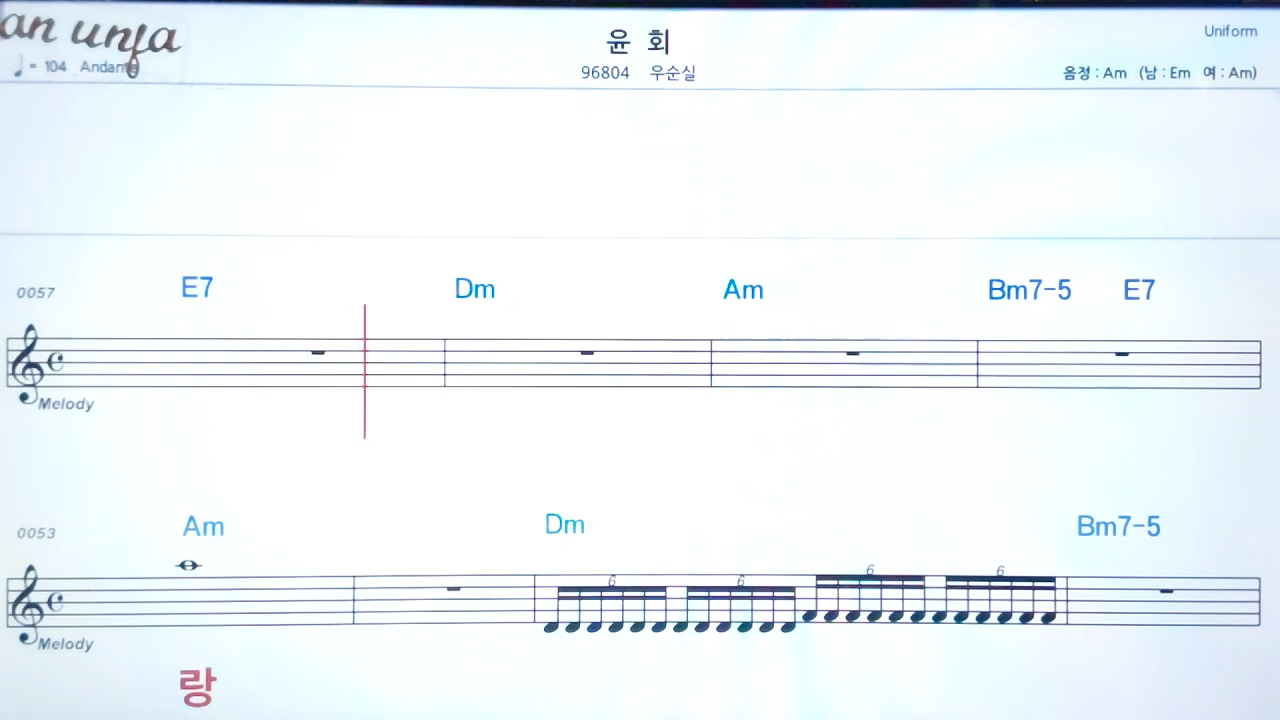 an unfa
윤 회
Uniform
♩ = 104 Andante
96804 우순실
음정 : Am (남 : Em 여 : Am)
0057 E7 Dm Am Bm7-5 E7
Melody
0053 Am Dm Bm7-5
6 6 6 6
Melody
랑